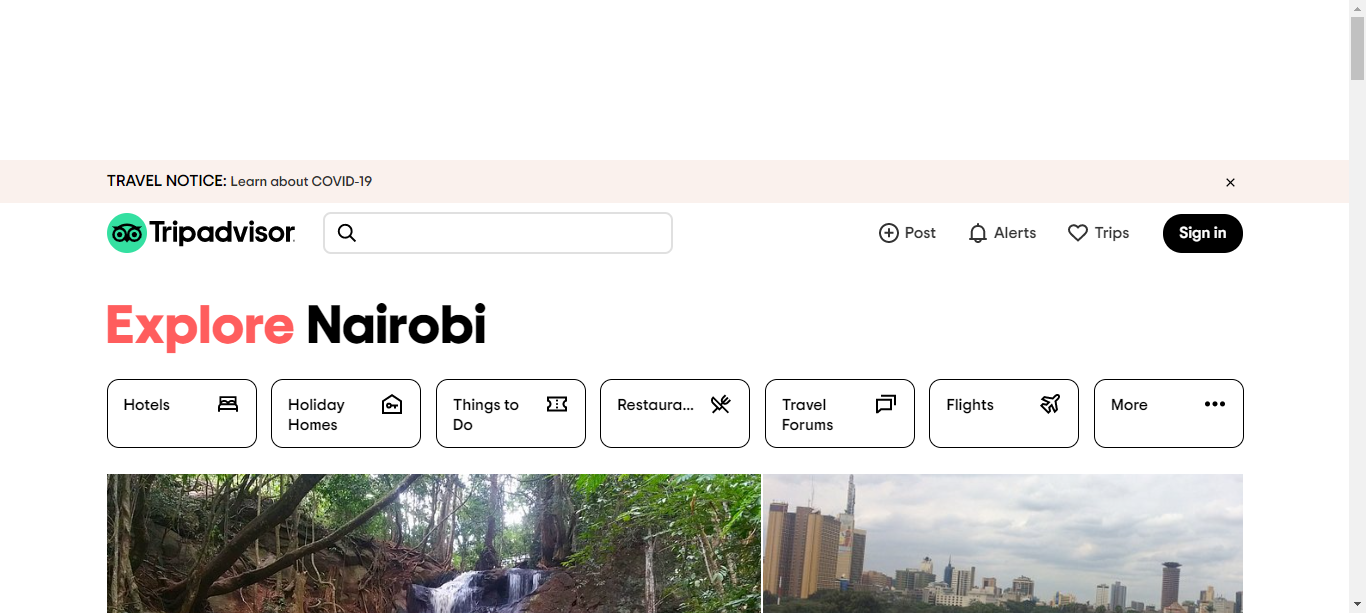 TRAVEL NOTICE: Learn about COVID-19
Tripadvisor
Post
Alerts
Trips
Sign in
Explore Nairobi
Hotels
Holiday
Homes
Things to
Do
Restaura...
Travel
Forums
Flights
More